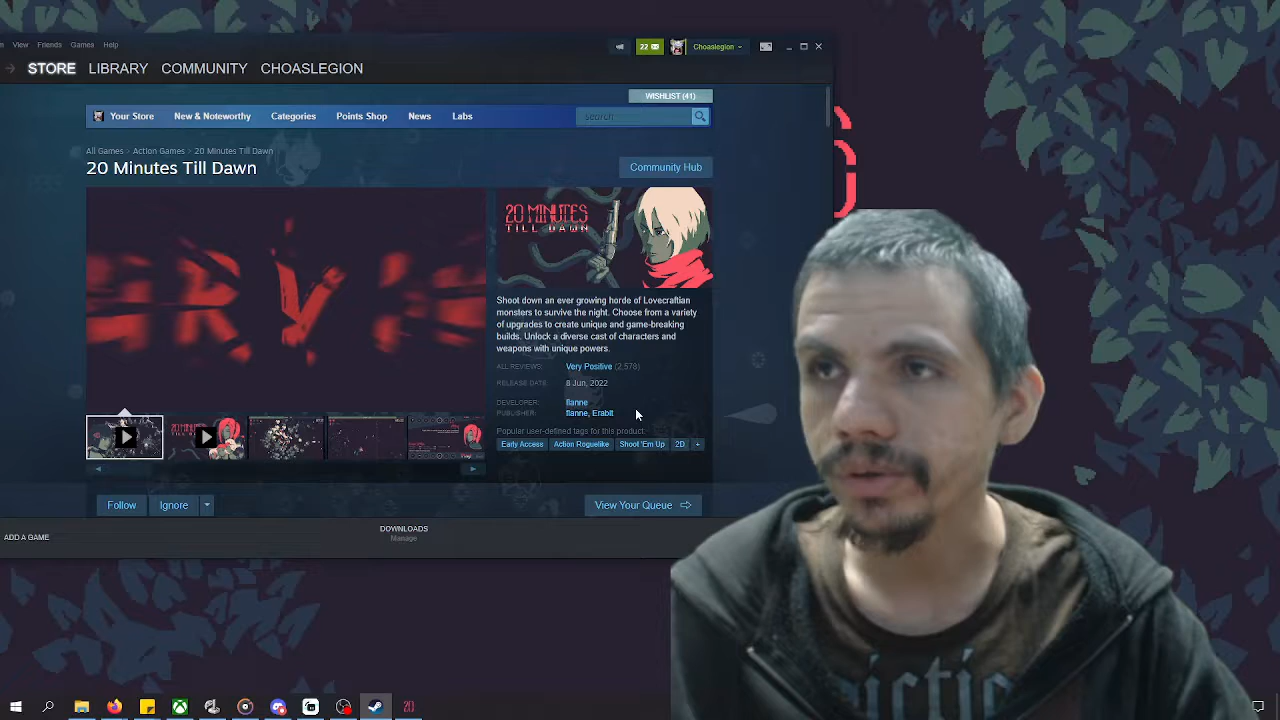 View Friends Games Help
22
Choaslegion
STORE LIBRARY COMMUNITY CHOASLEGION
WISHLIST (41)
Your Store New & Noteworthy Categories Points Shop News Labs search
All Games > Action Games > 20 Minutes Till Dawn
20 Minutes Till Dawn
Community Hub
20 MINUTES
TILL DAWN
Shoot down an ever growing horde of Lovecraftian
monsters to survive the night. Choose from a variety
of upgrades to create unique and game-breaking
builds. Unlock a diverse cast of characters and
weapons with unique powers.
ALL REVIEWS: Very Positive (2,578)
RELEASE DATE: 8 Jun, 2022
DEVELOPER: flanne
PUBLISHER: flanne, Erabit
Popular user-defined tags for this product:
Early Access Action Roguelike Shoot 'Em Up 2D +
Follow Ignore View Your Queue
ADD A GAME
DOWNLOADS
Manage
20